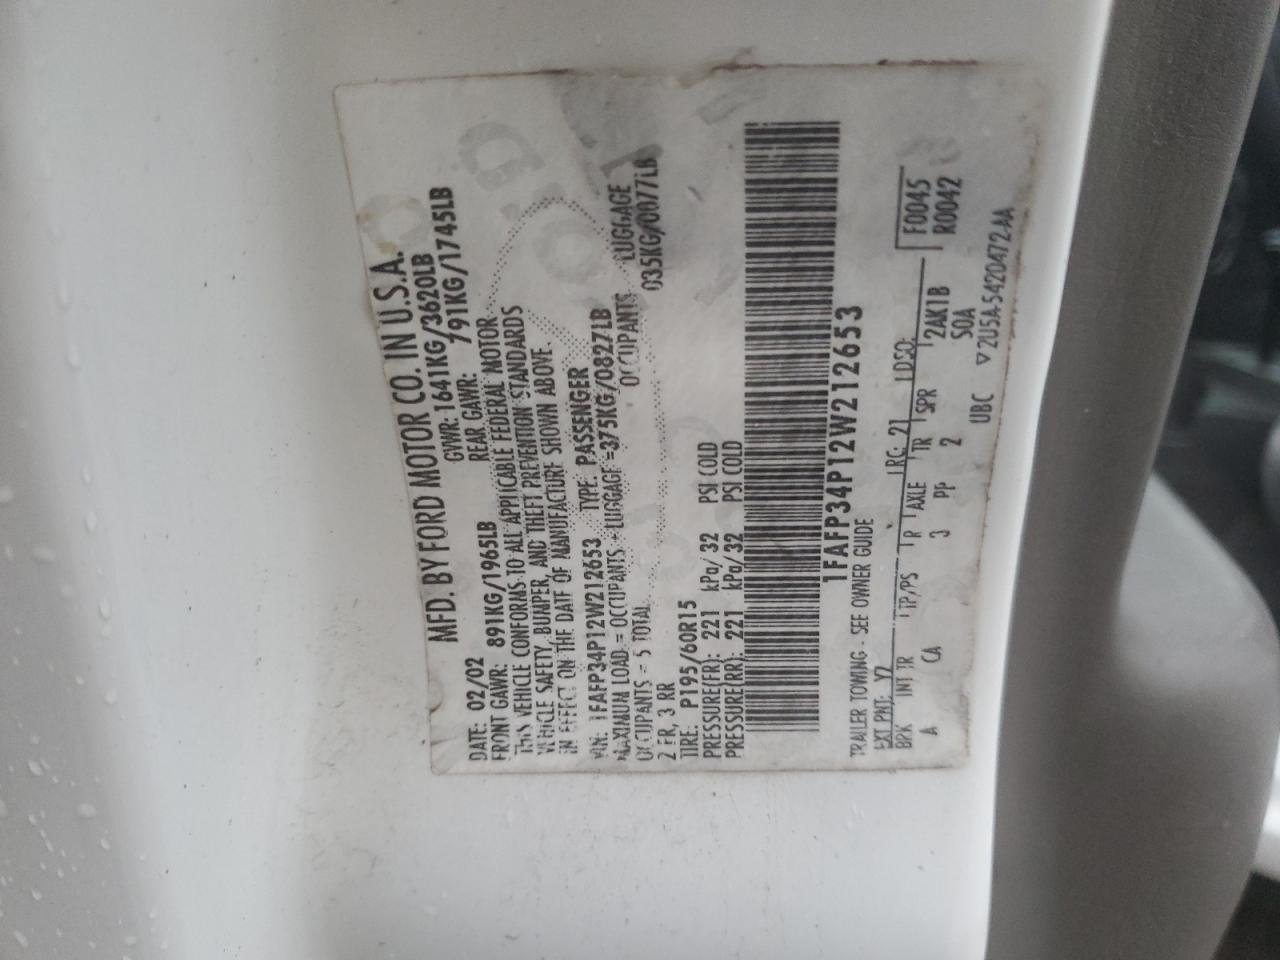 MFD. BY FORD MOTOR CO. IN U.S.A.
DATE: 02/02 GVWR: 1641KG/3620LB
FRONT GAWR: 891KG/1965LB REAR GAWR: 791KG/1745LB
THIS VEHICLE CONFORMS TO ALL APPLICABLE FEDERAL MOTOR
VEHICLE SAFETY, BUMPER, AND THEFT PREVENTION STANDARDS
IN EFFECT ON THE DATE OF MANUFACTURE SHOWN ABOVE.
VIN: 1FAFP34P12W212653 TYPE: PASSENGER
MAXIMUM LOAD = OCCUPANTS + LUGGAGE = 375KG/0827LB
OCCUPANTS = 5 TOTAL OCCUPANTS LUGGAGE
2 FR, 3 RR 035KG/0077LB
TIRE: P195/60R15
PRESSURE(FR): 221 kPa/ 32 PSI COLD
PRESSURE(RR): 221 kPa/ 32 PSI COLD
1FAFP34P12W212653
TRAILER TOWING - SEE OWNER GUIDE
EXT PNT: YZ RC: 21 DSO: F0045
BRK INT TR TP/PS R AXLE TR SPR 2AK1B R0042
A CA 3 PP 2 SOA
UBC ▽2U5A-5420472-AA